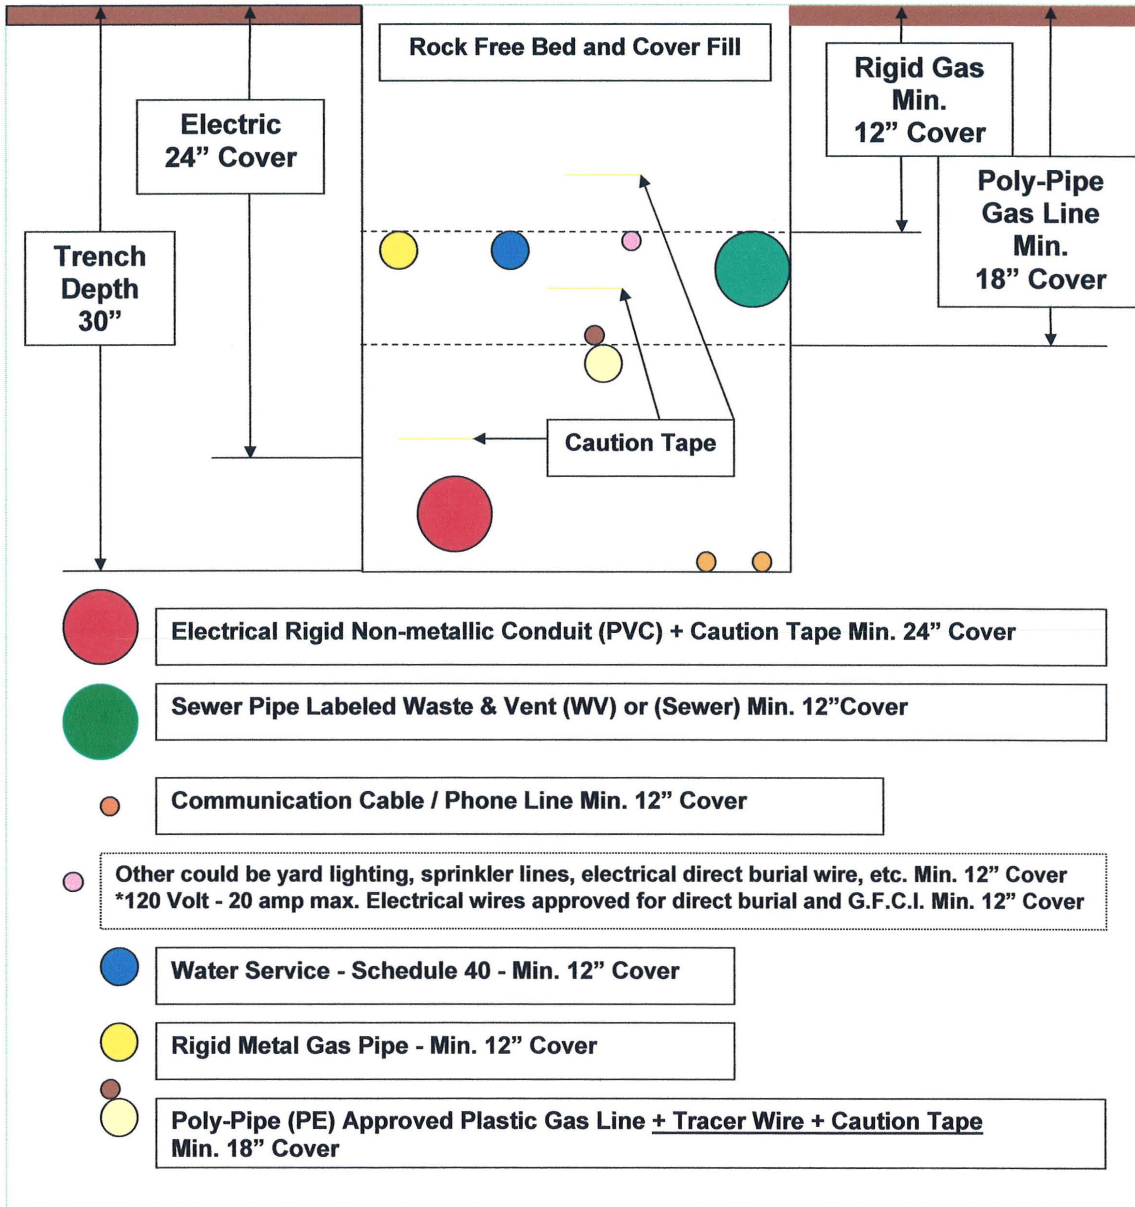 Rock Free Bed and Cover Fill
Rigid Gas
Min.
12” Cover
Electric
24” Cover
Poly-Pipe
Gas Line
Min.
18” Cover
Trench
Depth
30”
Caution Tape
Electrical Rigid Non-metallic Conduit (PVC) + Caution Tape Min. 24” Cover
Sewer Pipe Labeled Waste & Vent (WV) or (Sewer) Min. 12”Cover
Communication Cable / Phone Line Min. 12” Cover
Other could be yard lighting, sprinkler lines, electrical direct burial wire, etc. Min. 12” Cover
*120 Volt - 20 amp max. Electrical wires approved for direct burial and G.F.C.I. Min. 12” Cover
Water Service - Schedule 40 - Min. 12” Cover
Rigid Metal Gas Pipe - Min. 12” Cover
Poly-Pipe (PE) Approved Plastic Gas Line + Tracer Wire + Caution Tape
Min. 18” Cover